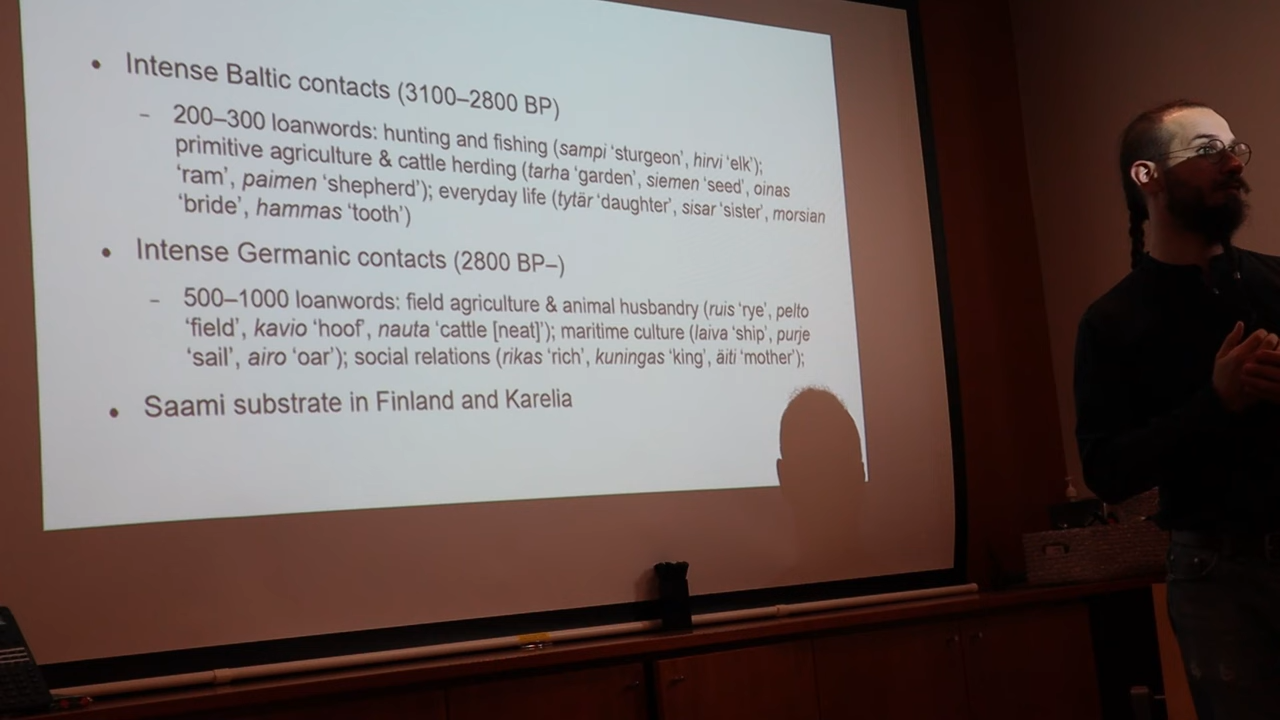 • Intense Baltic contacts (3100–2800 BP)
– 200–300 loanwords: hunting and fishing (sampi 'sturgeon', hirvi 'elk');
primitive agriculture & cattle herding (tarha 'garden', siemen 'seed', oinas
'ram', paimen 'shepherd'); everyday life (tytär 'daughter', sisar 'sister', morsian
'bride', hammas 'tooth')
• Intense Germanic contacts (2800 BP–)
– 500–1000 loanwords: field agriculture & animal husbandry (ruis 'rye', pelto
'field', kavio 'hoof', nauta 'cattle [neat]'); maritime culture (laiva 'ship', purje
'sail', airo 'oar'); social relations (rikas 'rich', kuningas 'king', äiti 'mother');
• Saami substrate in Finland and Karelia